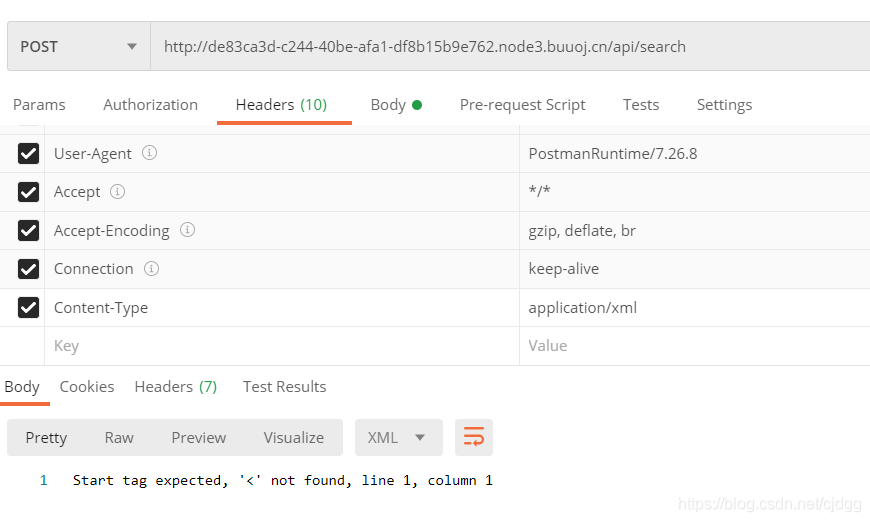 POST http://de83ca3d-c244-40be-afa1-df8b15b9e762.node3.buuoj.cn/api/search
Params Authorization Headers (10) Body Pre-request Script Tests Settings
User-Agent PostmanRuntime/7.26.8
Accept */*
Accept-Encoding gzip, deflate, br
Connection keep-alive
Content-Type application/xml
Key Value
Body Cookies Headers (7) Test Results
Pretty Raw Preview Visualize XML
1 Start tag expected, '<' not found, line 1, column 1
https://blog.csdn.net/cjdgg